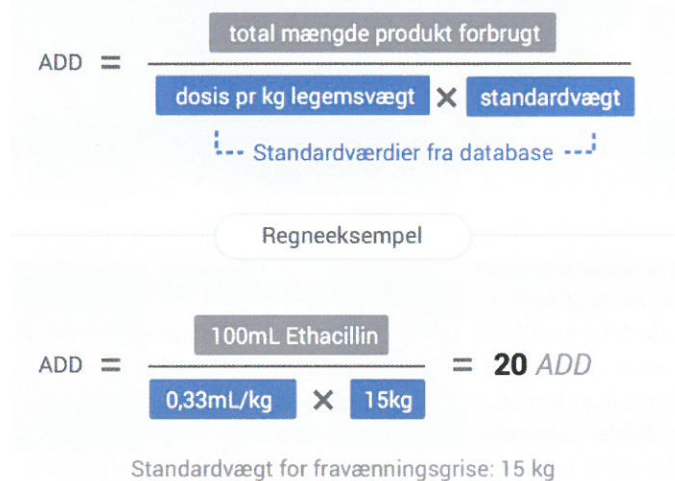 total mængde produkt forbrugt
ADD =
dosis pr kg legemsvægt × standardvægt
Standardværdier fra database
Regneeksempel
100mL Ethacillin
ADD = = 20 ADD
0,33mL/kg × 15kg
Standardvægt for fravænningsgrise: 15 kg